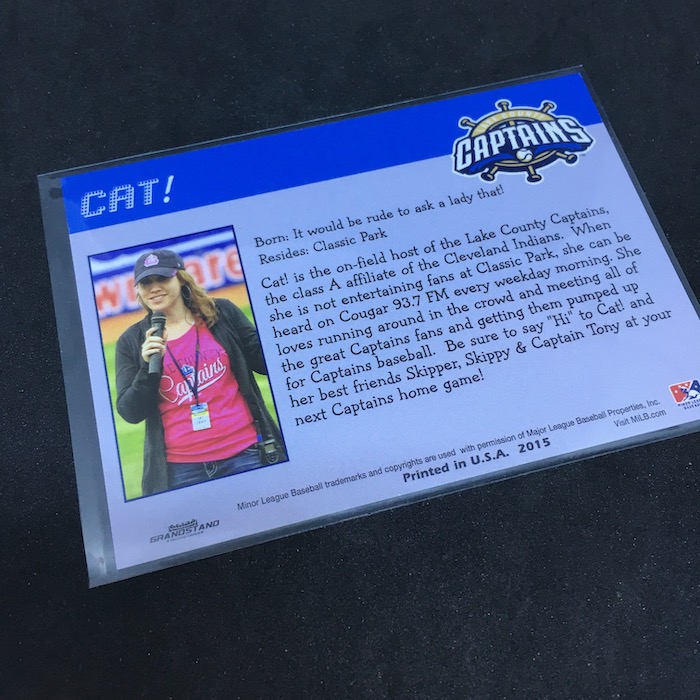 LAKE COUNTY
CAPTAINS
CAT!
Born: It would be rude to ask a lady that!
Resides: Classic Park
Cat! is the on-field host of the Lake County Captains,
the class A affiliate of the Cleveland Indians. When
she is not entertaining fans at Classic Park, she can be
heard on Cougar 93.7 FM every weekday morning. She
loves running around in the crowd and meeting all of
the great Captains fans and getting them pumped up
for Captains baseball. Be sure to say "Hi" to Cat! and
her best friends Skipper, Skippy & Captain Tony at your
next Captains home game!
Captains
Minor League Baseball trademarks and copyrights are used with permission of Major League Baseball Properties, Inc.
Visit MiLB.com
Printed in U.S.A. 2015
GRANDSTAND